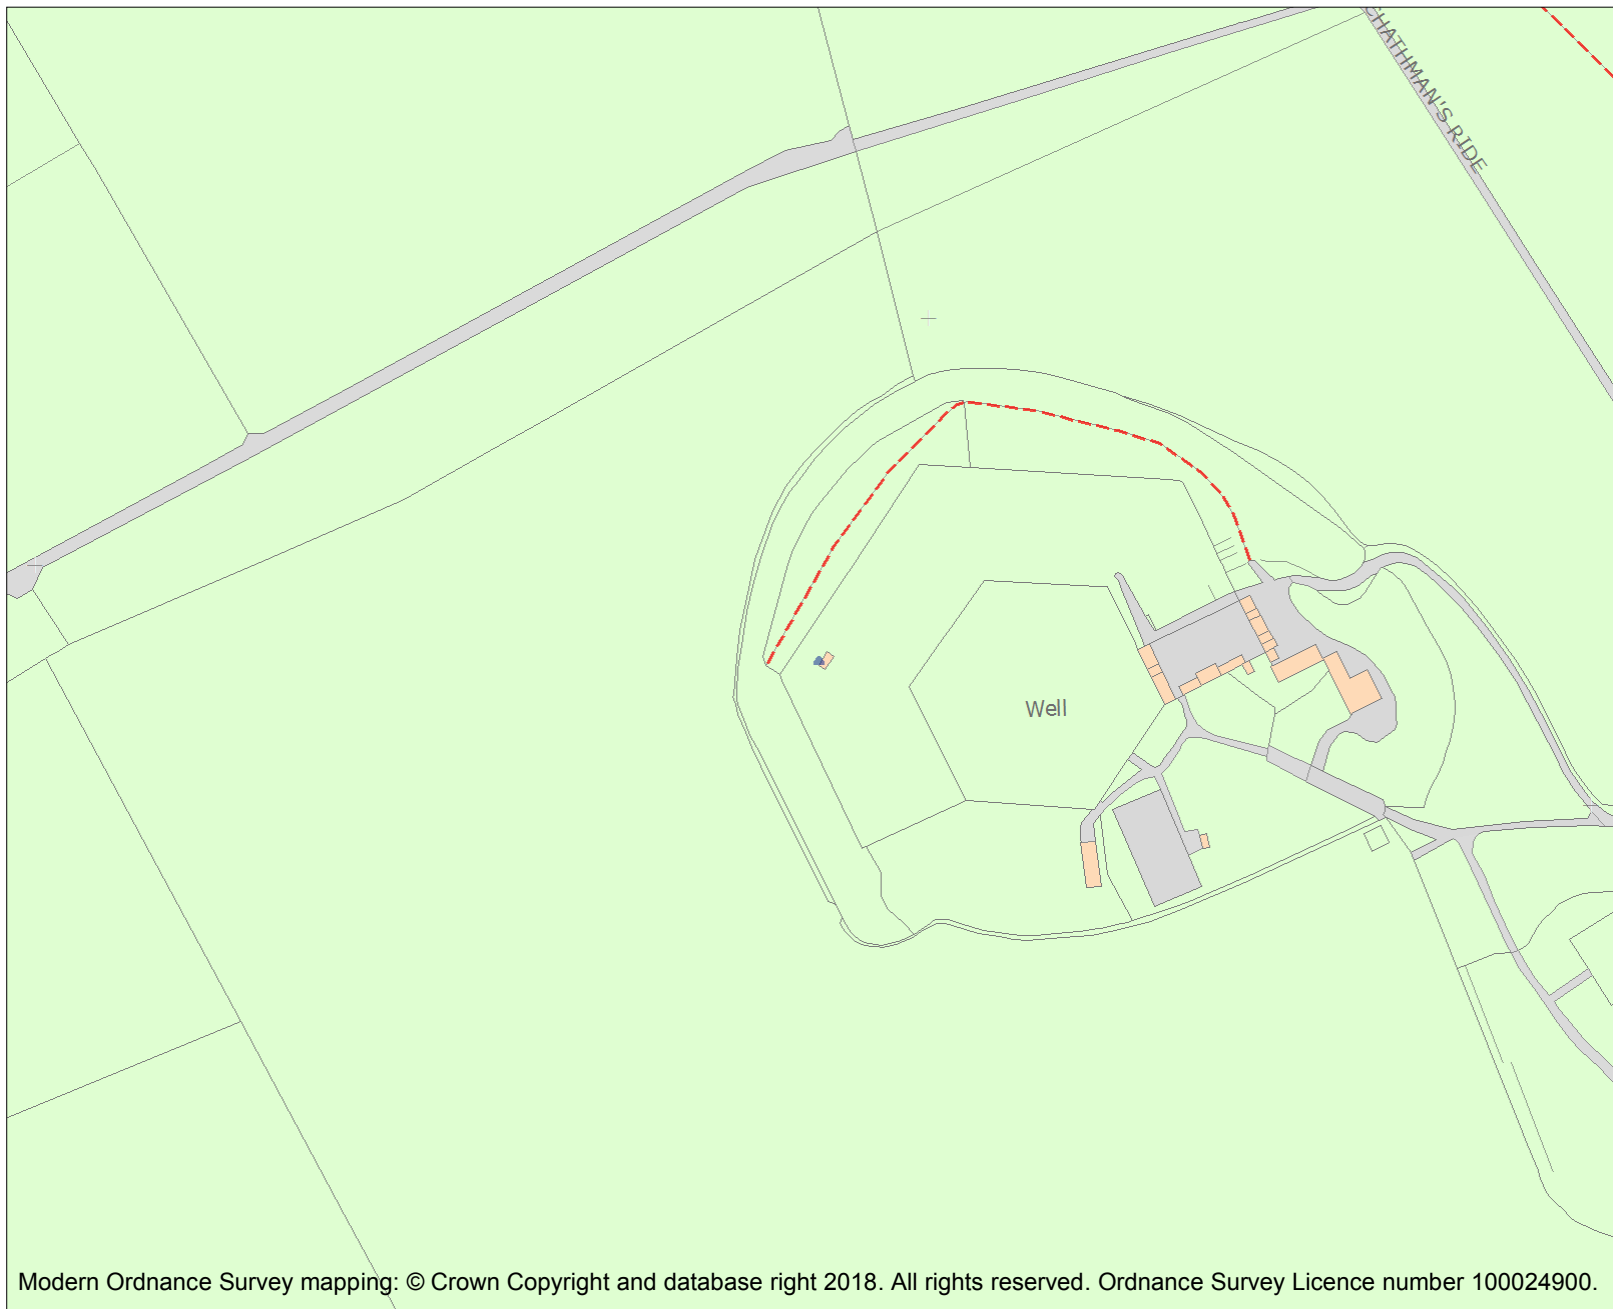 CHATHMAN'S RIDE
Well
Modern Ordnance Survey mapping: © Crown Copyright and database right 2018. All rights reserved. Ordnance Survey Licence number 100024900.